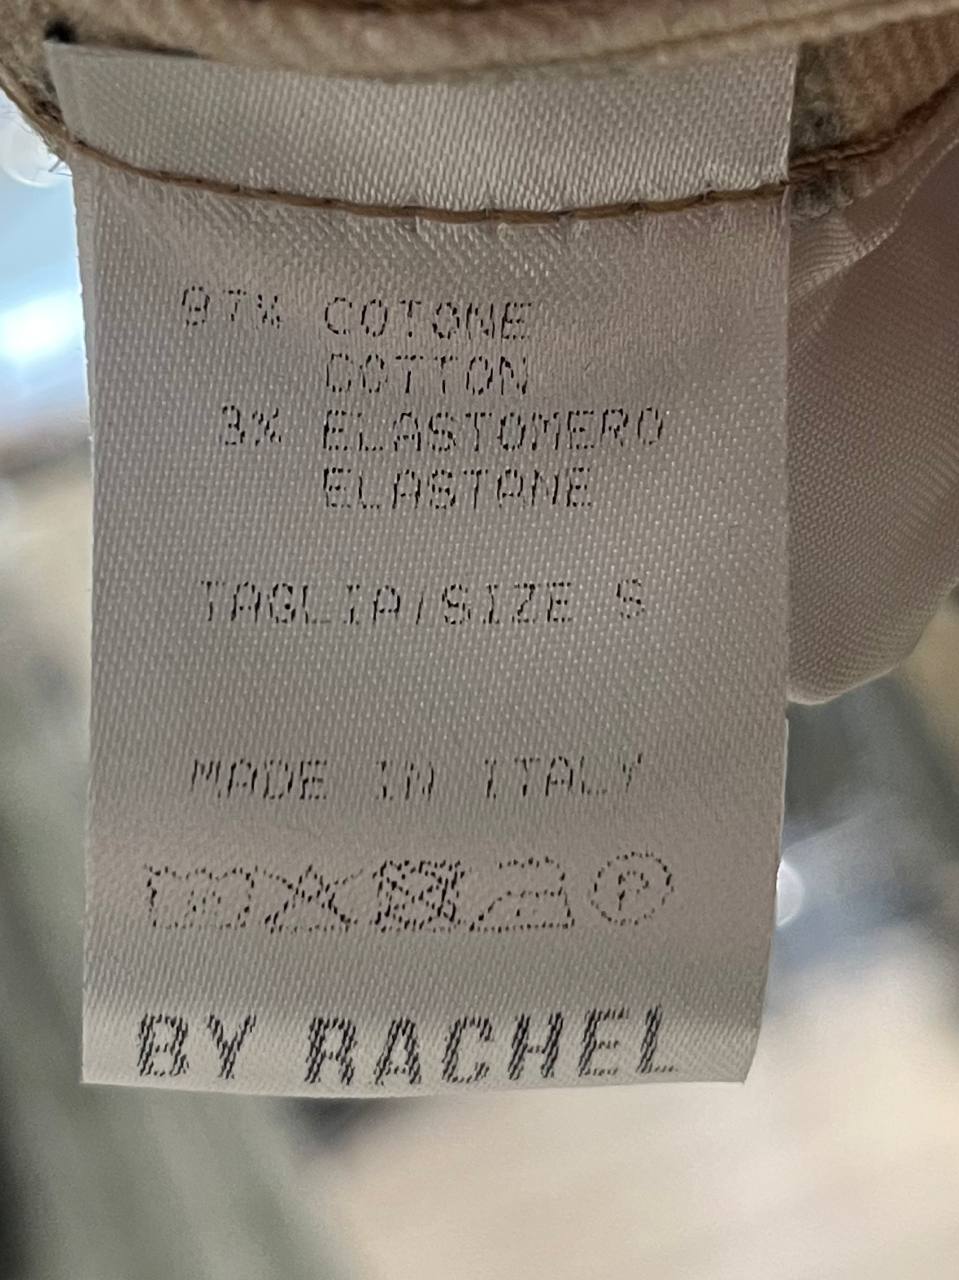 97% COTONE
COTTON
3% ELASTOMERO
ELASTANE
TAGLIA/SIZE S
MADE IN ITALY
P
BY RACHEL